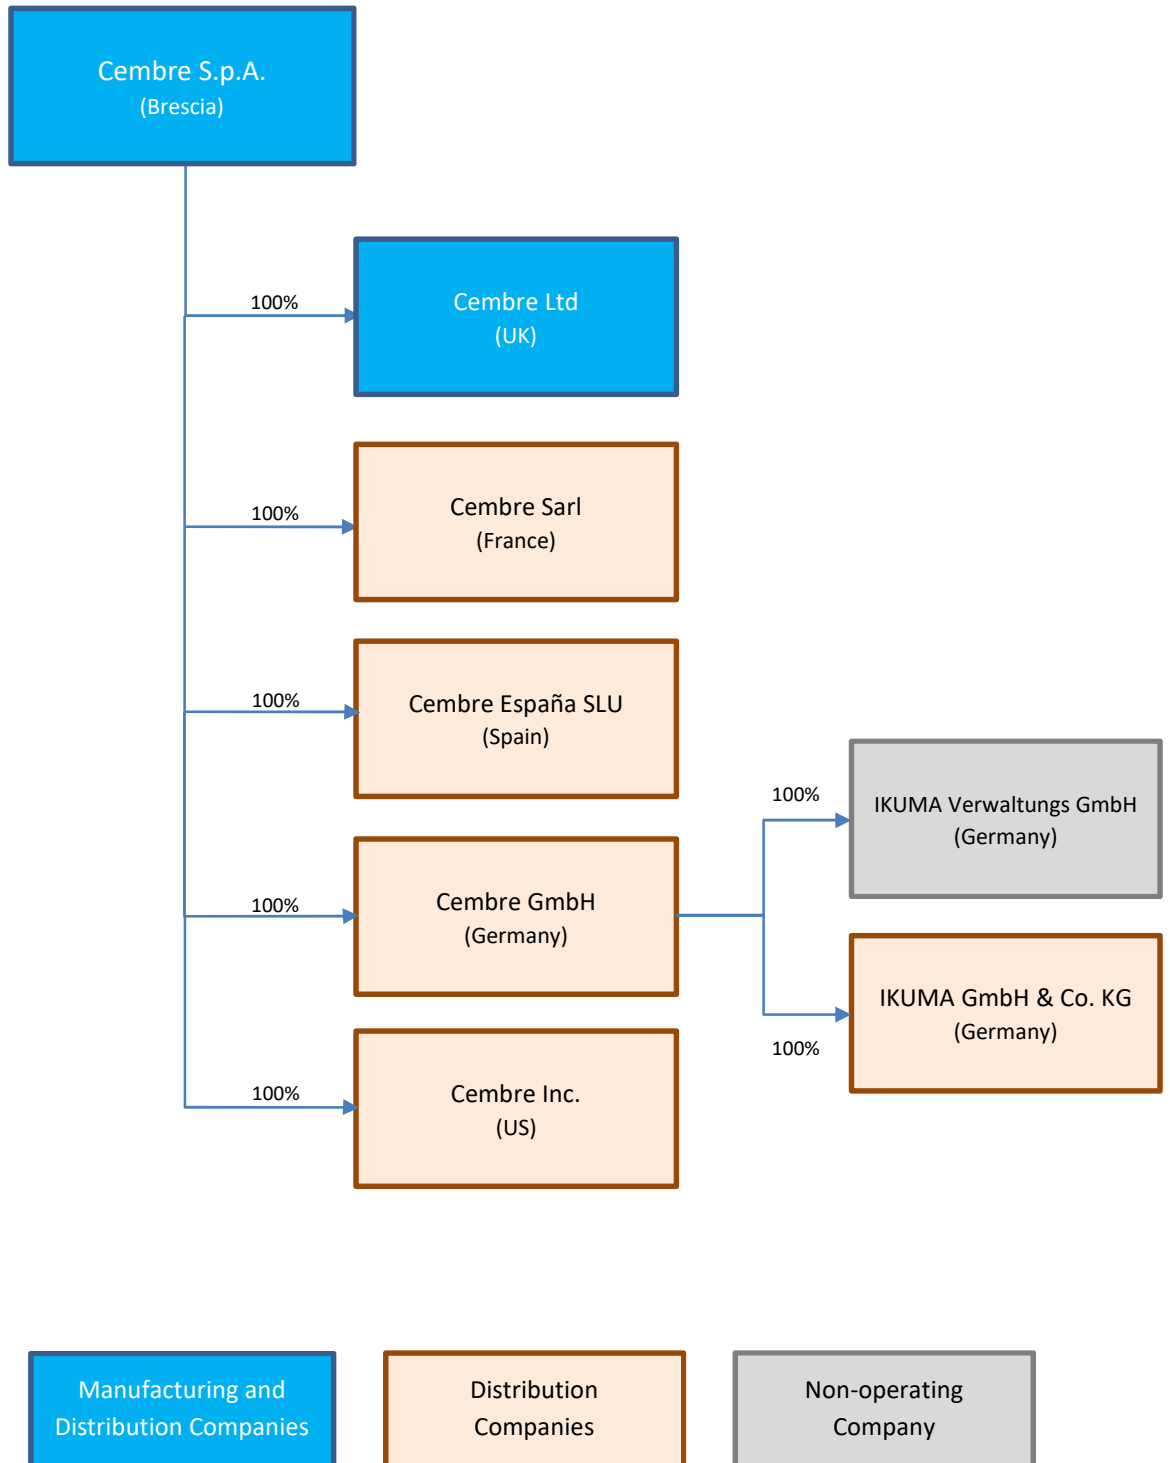 Cembre S.p.A.
(Brescia)
100%
Cembre Ltd
(UK)
100%
Cembre Sarl
(France)
100%
Cembre España SLU
(Spain)
100%
IKUMA Verwaltungs GmbH
(Germany)
100%
Cembre GmbH
(Germany)
IKUMA GmbH & Co. KG
(Germany)
100%
100%
Cembre Inc.
(US)
Manufacturing and
Distribution Companies
Distribution
Companies
Non-operating
Company